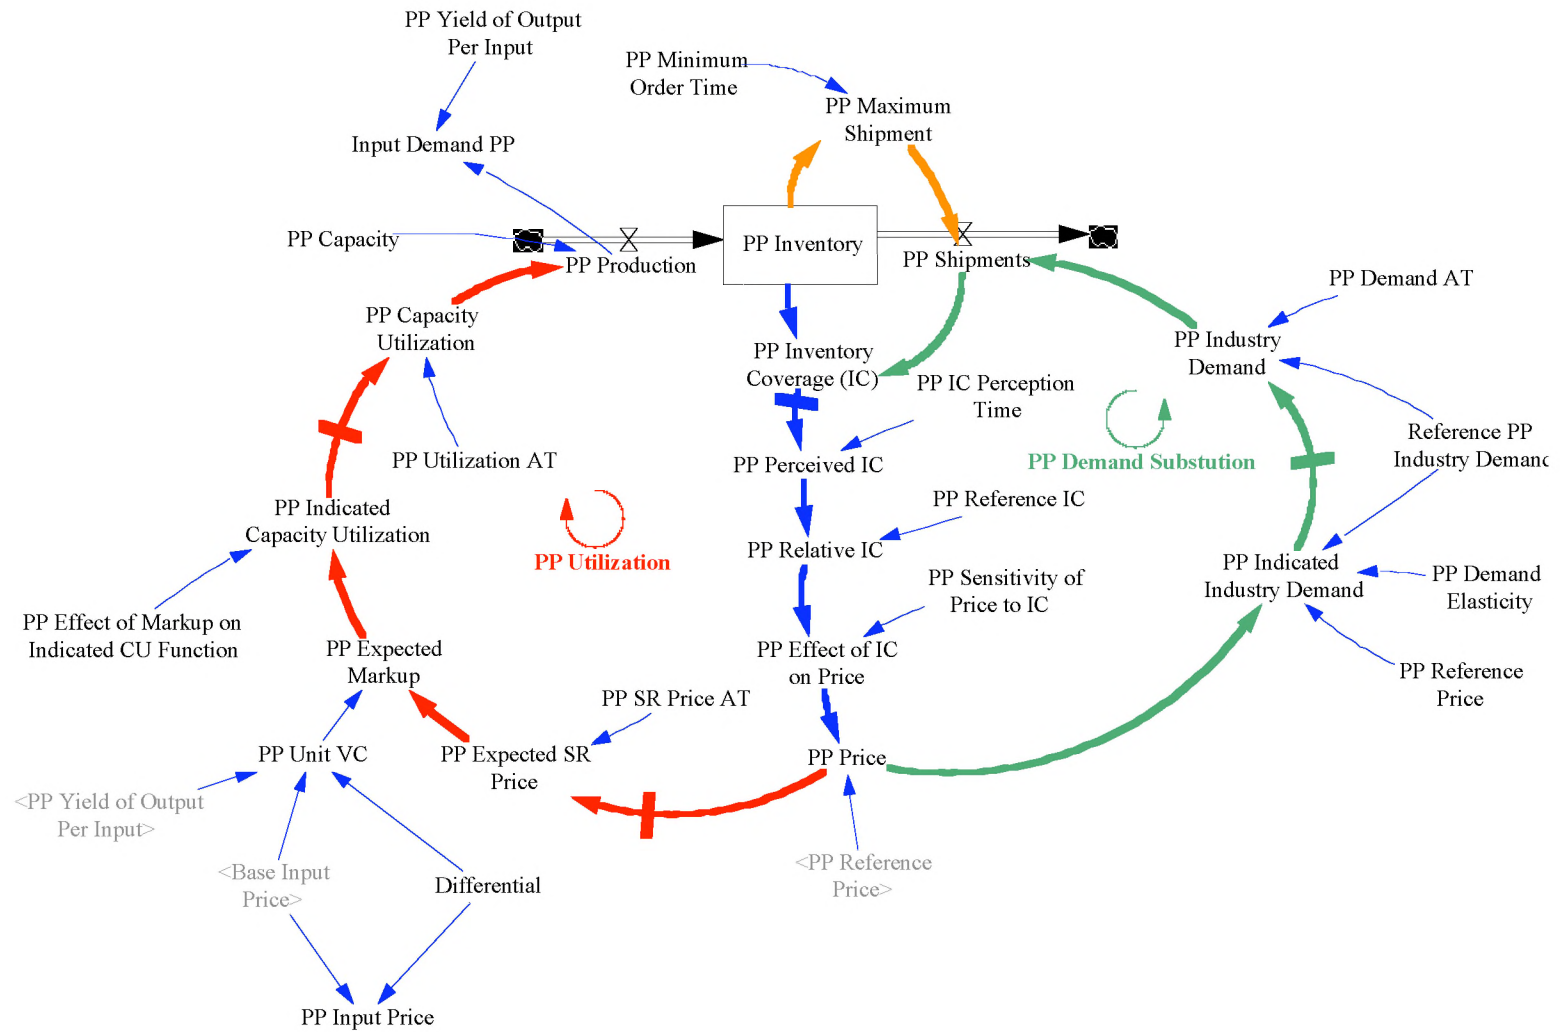 PP Yield of Output
Per Input
PP Minimum
Order Time
PP Maximum
Shipment
Input Demand PP
PP Capacity
PP Production
PP Inventory
PP Shipments
PP Demand AT
PP Capacity
Utilization
PP Inventory
Coverage (IC)
PP Industry
Demand
PP IC Perception
Time
Reference PP
Industry Demand
PP Utilization AT
PP Perceived IC
PP Demand Substution
PP Reference IC
PP Indicated
Capacity Utilization
PP Utilization
PP Relative IC
PP Indicated
Industry Demand
PP Demand
Elasticity
PP Sensitivity of
Price to IC
PP Effect of Markup on
Indicated CU Function
PP Expected
Markup
PP Effect of IC
on Price
PP Reference
Price
PP SR Price AT
PP Unit VC
PP Expected SR
Price
PP Price
<PP Yield of Output
Per Input>
<Base Input
Price>
Differential
<PP Reference
Price>
PP Input Price